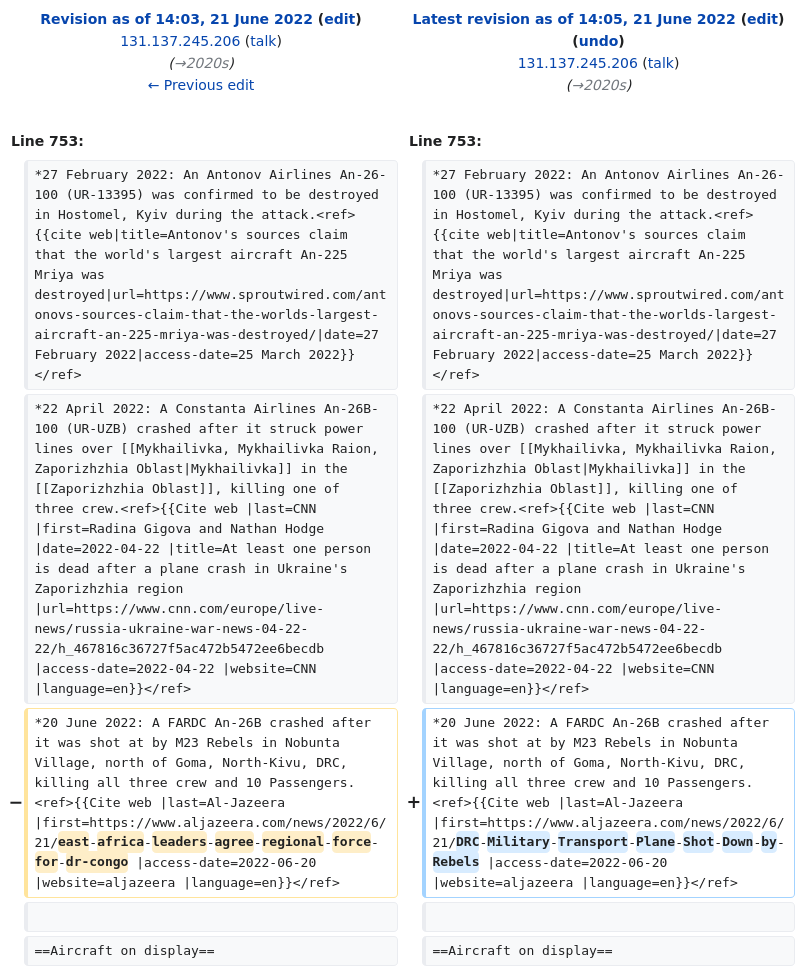 Revision as of 14:03, 21 June 2022 (edit)
131.137.245.206 (talk)
(→2020s)
← Previous edit
Latest revision as of 14:05, 21 June 2022 (edit)
(undo)
131.137.245.206 (talk)
(→2020s)
Line 753:
*27 February 2022: An Antonov Airlines An-26-
100 (UR-13395) was confirmed to be destroyed
in Hostomel, Kyiv during the attack.<ref>
{{cite web|title=Antonov's sources claim
that the world's largest aircraft An-225
Mriya was
destroyed|url=https://www.sproutwired.com/ant
onovs-sources-claim-that-the-worlds-largest-
aircraft-an-225-mriya-was-destroyed/|date=27
February 2022|access-date=25 March 2022}}
</ref>
*22 April 2022: A Constanta Airlines An-26B-
100 (UR-UZB) crashed after it struck power
lines over [[Mykhailivka, Mykhailivka Raion,
Zaporizhzhia Oblast|Mykhailivka]] in the
[[Zaporizhzhia Oblast]], killing one of
three crew.<ref>{{Cite web |last=CNN
|first=Radina Gigova and Nathan Hodge
|date=2022-04-22 |title=At least one person
is dead after a plane crash in Ukraine's
Zaporizhzhia region
|url=https://www.cnn.com/europe/live-
news/russia-ukraine-war-news-04-22-
22/h_467816c36727f5ac472b5472ee6becdb
|access-date=2022-04-22 |website=CNN
|language=en}}</ref>
−
*20 June 2022: A FARDC An-26B crashed after
it was shot at by M23 Rebels in Nobunta
Village, north of Goma, North-Kivu, DRC,
killing all three crew and 10 Passengers.
<ref>{{Cite web |last=Al-Jazeera
|first=https://www.aljazeera.com/news/2022/6/
21/east-africa-leaders-agree-regional-force-
for-dr-congo |access-date=2022-06-20
|website=aljazeera |language=en}}</ref>
==Aircraft on display==
Line 753:
*27 February 2022: An Antonov Airlines An-26-
100 (UR-13395) was confirmed to be destroyed
in Hostomel, Kyiv during the attack.<ref>
{{cite web|title=Antonov's sources claim
that the world's largest aircraft An-225
Mriya was
destroyed|url=https://www.sproutwired.com/ant
onovs-sources-claim-that-the-worlds-largest-
aircraft-an-225-mriya-was-destroyed/|date=27
February 2022|access-date=25 March 2022}}
</ref>
*22 April 2022: A Constanta Airlines An-26B-
100 (UR-UZB) crashed after it struck power
lines over [[Mykhailivka, Mykhailivka Raion,
Zaporizhzhia Oblast|Mykhailivka]] in the
[[Zaporizhzhia Oblast]], killing one of
three crew.<ref>{{Cite web |last=CNN
|first=Radina Gigova and Nathan Hodge
|date=2022-04-22 |title=At least one person
is dead after a plane crash in Ukraine's
Zaporizhzhia region
|url=https://www.cnn.com/europe/live-
news/russia-ukraine-war-news-04-22-
22/h_467816c36727f5ac472b5472ee6becdb
|access-date=2022-04-22 |website=CNN
|language=en}}</ref>
+
*20 June 2022: A FARDC An-26B crashed after
it was shot at by M23 Rebels in Nobunta
Village, north of Goma, North-Kivu, DRC,
killing all three crew and 10 Passengers.
<ref>{{Cite web |last=Al-Jazeera
|first=https://www.aljazeera.com/news/2022/6/
21/DRC-Military-Transport-Plane-Shot-Down-by-
Rebels |access-date=2022-06-20
|website=aljazeera |language=en}}</ref>
==Aircraft on display==